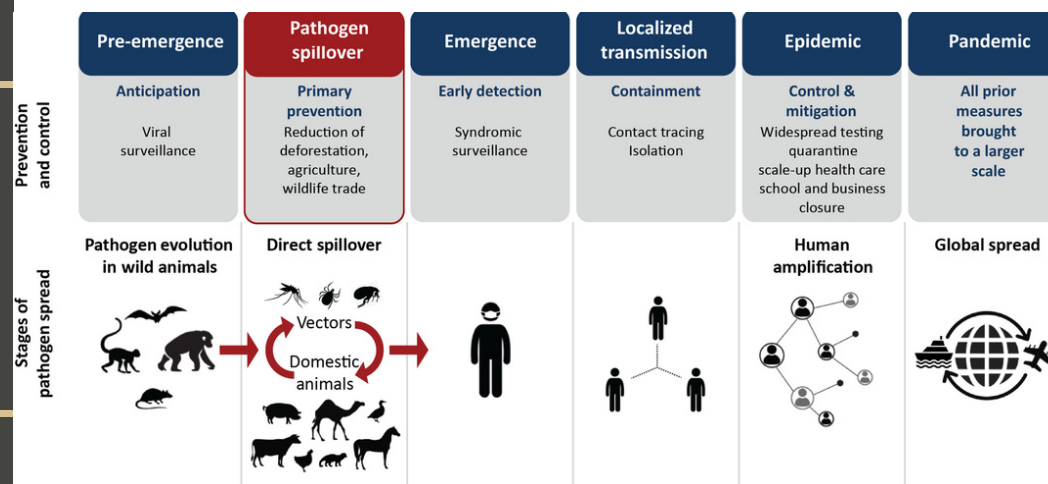 Pre-emergence
Pathogen
spillover
Emergence
Localized
transmission
Epidemic
Pandemic
Prevention
and control
Anticipation
Viral
surveillance
Primary
prevention
Reduction of
deforestation,
agriculture,
wildlife trade
Early detection
Syndromic
surveillance
Containment
Contact tracing
Isolation
Control &
mitigation
Widespread testing
quarantine
scale-up health care
school and business
closure
All prior
measures
brought
to a larger
scale
Stages of
pathogen spread
Pathogen evolution
in wild animals
Direct spillover
Vectors
Domestic
animals
Human
amplification
Global spread